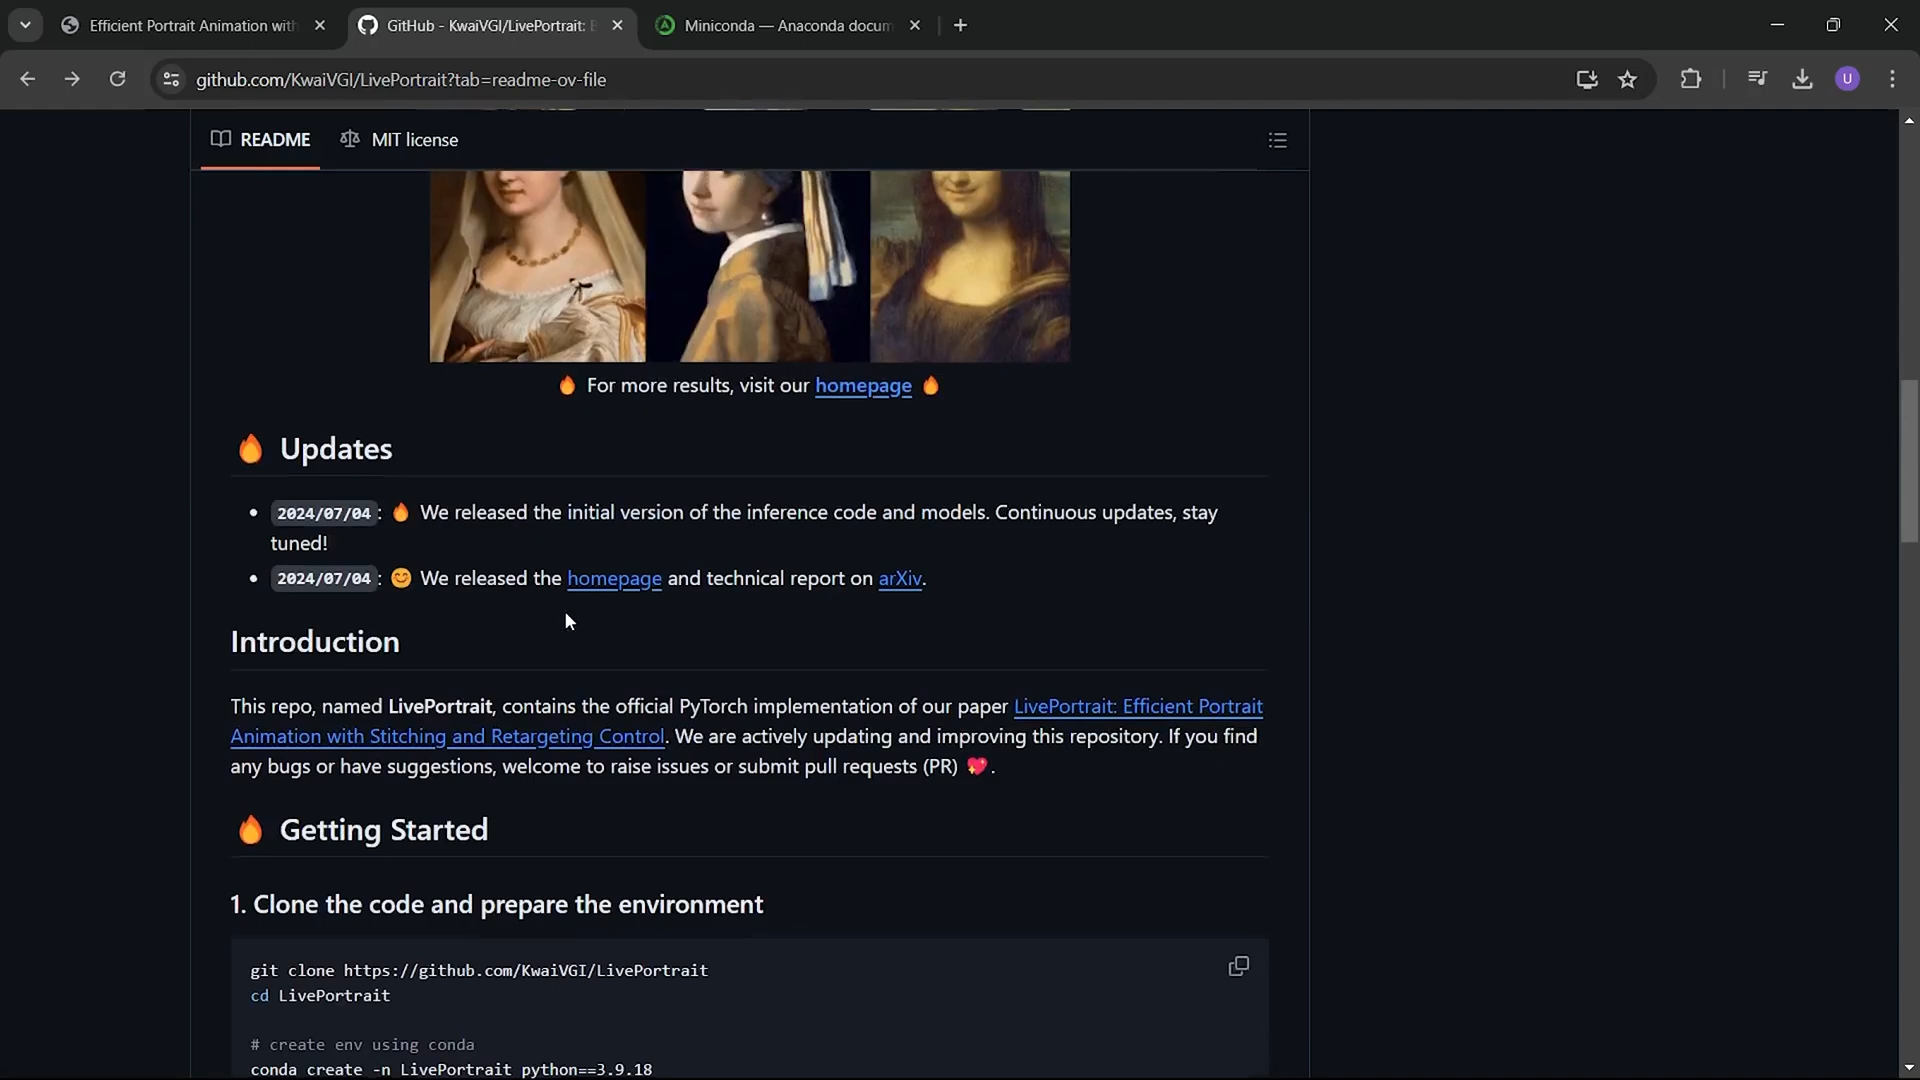 Efficient Portrait Animation with
GitHub - KwaiVGI/LivePortrait:
Miniconda — Anaconda docum
github.com/KwaiVGI/LivePortrait?tab=readme-ov-file
U
README
MIT license
🔥 For more results, visit our homepage 🔥
🔥 Updates
• 2024/07/04: 🔥 We released the initial version of the inference code and models. Continuous updates, stay
tuned!
• 2024/07/04: 😊 We released the homepage and technical report on arXiv.
Introduction
This repo, named LivePortrait, contains the official PyTorch implementation of our paper LivePortrait: Efficient Portrait
Animation with Stitching and Retargeting Control. We are actively updating and improving this repository. If you find
any bugs or have suggestions, welcome to raise issues or submit pull requests (PR) 💖.
🔥 Getting Started
1. Clone the code and prepare the environment
git clone https://github.com/KwaiVGI/LivePortrait
cd LivePortrait
# create env using conda
conda create -n LivePortrait python==3.9.18